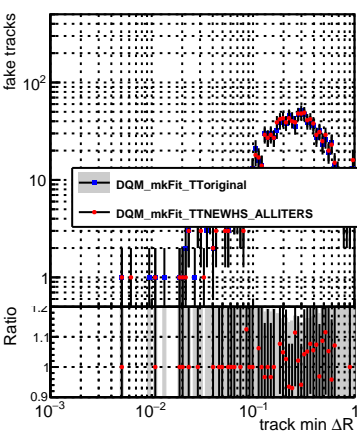 fake tracks
10²
10
1
DQM_mkFit_TToriginal
DQM_mkFit_TTNEWHS_ALLITERS
Ratio
1.2
1.1
1
0.9
10⁻³ 10⁻² 10⁻¹ 1
track min ΔR